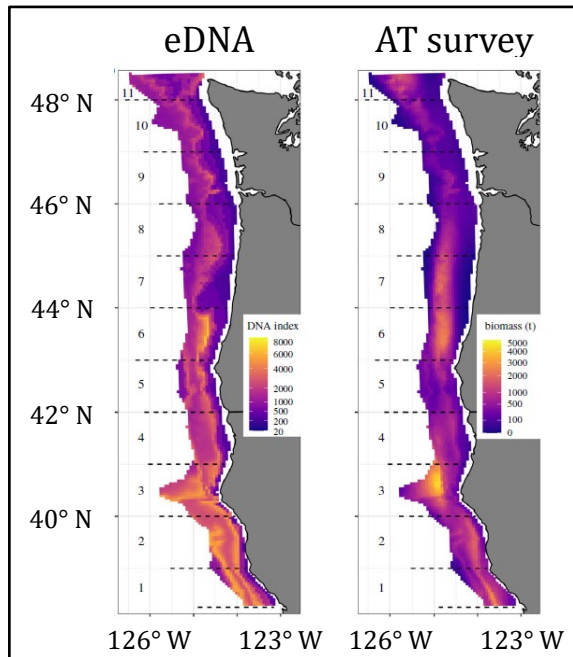 eDNA
AT survey
48° N
46° N
44° N
42° N
40° N
11
10
9
8
7
6
5
4
3
2
1
DNA index
8000
6000
4000
2000
1000
500
200
20
126° W
123° W
11
10
9
8
7
6
5
4
3
2
1
biomass (t)
5000
4000
3000
2000
1000
500
100
0
126° W
123° W